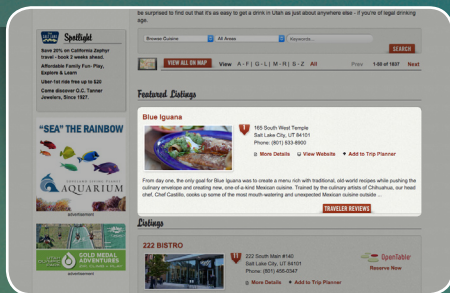 be surprised to find out that it's as easy to get a drink in Utah as just about anywhere else - if you're of legal drinking
age.
Spotlight
Save 20% on California Zephyr
travel - book 2 weeks ahead.
Affordable Family Fun- Play,
Explore & Learn
Uber-1st ride free up to $20
Come discover O.C. Tanner
Jewelers, Since 1927.
Browse Cuisine
All Areas
Keywords...
SEARCH
VIEW ALL ON MAP
View A - F | G - L | M - R | S - Z All
Prev 1-60 of 1837 Next
Featured Listings
Blue Iguana
165 South West Temple
Salt Lake City, UT 84101
Phone: (801) 533-8900
More Details View Website + Add to Trip Planner
From day one, the only goal for Blue Iguana was to create a menu rich with traditional, old-world recipes while pushing the
culinary envelope and creating new, one-of-a-kind Mexican cuisine. Trained by the culinary artists of Chihuahua, our head
chef, Chef Castillo, cooks up some of the most mouth-watering and unexpected Mexican cuisine outside ...
TRAVELER REVIEWS
"SEA" THE RAINBOW
AQUARIUM
advertisement
GOLD MEDAL
ADVENTURES
advertisement
Listings
222 BISTRO
222 South Main #140
Salt Lake City, UT 84101
Phone: (801) 456-0347
More Details + Add to Trip Planner
OpenTable
Reserve Now